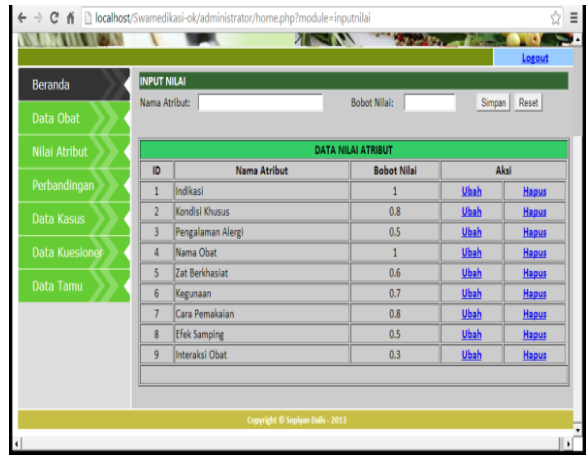 localhost/Swamedikasi-ok/administrator/home.php?module=inputnilai
Logout
Beranda
Data Obat
Nilai Atribut
Perbandingan
Data Kasus
Data Kuesioner
Data Tamu
INPUT NILAI
Nama Atribut: Bobot Nilai: Simpan Reset
DATA NILAI ATRIBUT
ID Nama Atribut Bobot Nilai Aksi
1 Indikasi 1 Ubah Hapus
2 Kondisi Khusus 0.8 Ubah Hapus
3 Pengalaman Alergi 0.5 Ubah Hapus
4 Nama Obat 1 Ubah Hapus
5 Zat Berkhasiat 0.6 Ubah Hapus
6 Kegunaan 0.7 Ubah Hapus
7 Cara Pemakaian 0.8 Ubah Hapus
8 Efek Samping 0.5 Ubah Hapus
9 Interaksi Obat 0.3 Ubah Hapus
Copyright © Sopiyan Dalis - 2013